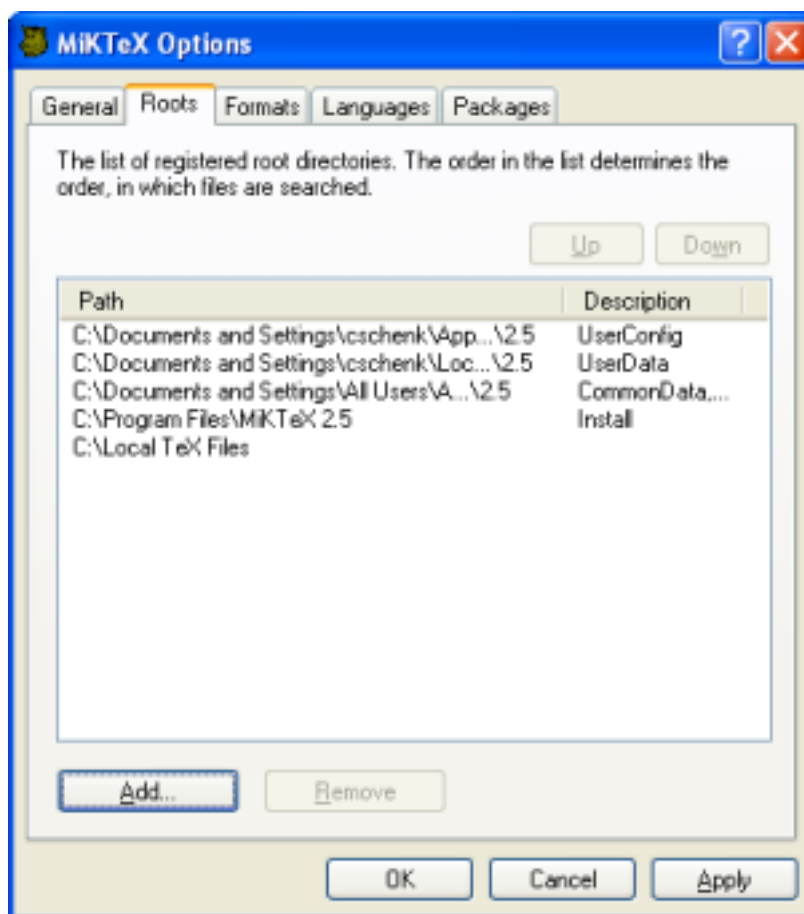 MiKTeX Options
General Roots Formats Languages Packages
The list of registered root directories. The order in the list determines the
order, in which files are searched.
Up Down
Path Description
C:\Documents and Settings\cschenk\App...\2.5 UserConfig
C:\Documents and Settings\cschenk\Loc...\2.5 UserData
C:\Documents and Settings\All Users\A...\2.5 CommonData,...
C:\Program Files\MiKTeX 2.5 Install
C:\Local TeX Files
Add... Remove
OK Cancel Apply